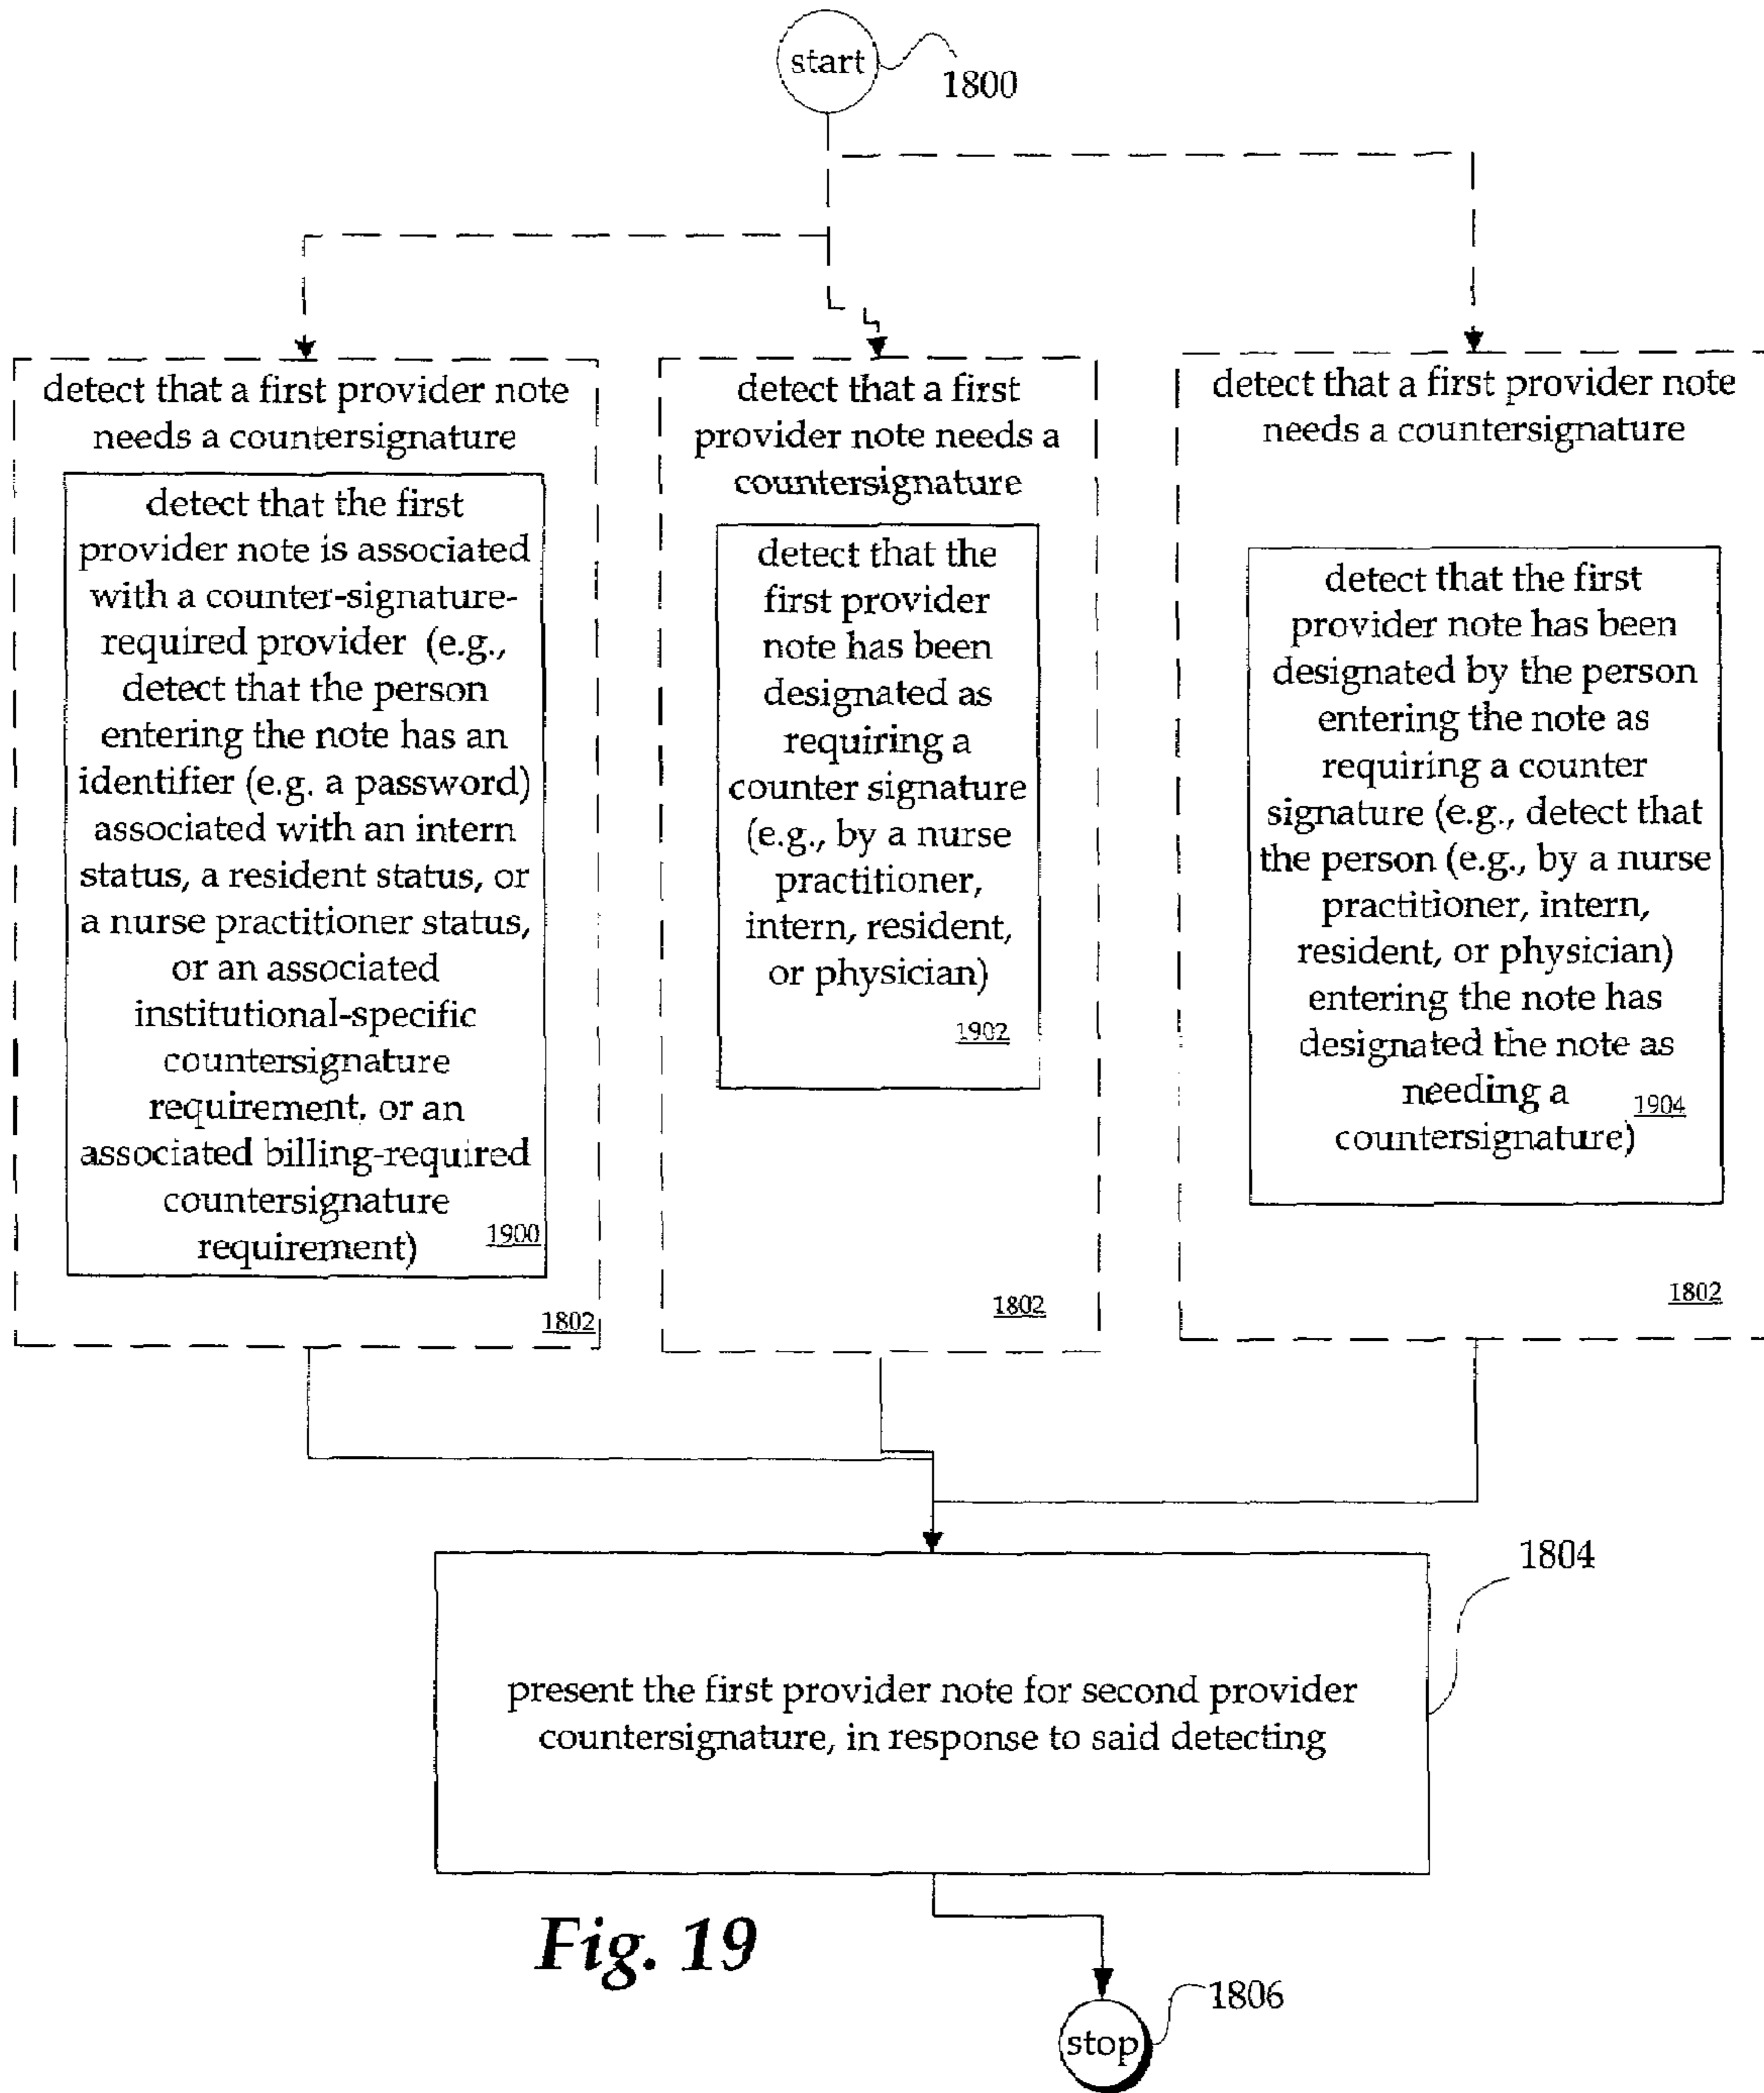 start
1800
detect that a first provider note
needs a countersignature
detect that the first
provider note is associated
with a counter-signature-
required provider (e.g.,
detect that the person
entering the note has an
identifier (e.g. a password)
associated with an intern
status, a resident status, or
a nurse practitioner status,
or an associated
institutional-specific
countersignature
requirement, or an
associated billing-required
countersignature
requirement)
1900
1802
detect that a first
provider note needs a
countersignature
detect that the
first provider
note has been
designated as
requiring a
counter signature
(e.g., by a nurse
practitioner,
intern, resident,
or physician)
1902
1802
detect that a first provider note
needs a countersignature
detect that the first
provider note has been
designated by the person
entering the note as
requiring a counter
signature (e.g., detect that
the person (e.g., by a nurse
practitioner, intern,
resident, or physician)
entering the note has
designated the note as
needing a
1904
countersignature)
1802
1804
present the first provider note for second provider
countersignature, in response to said detecting
Fig. 19
1806
stop